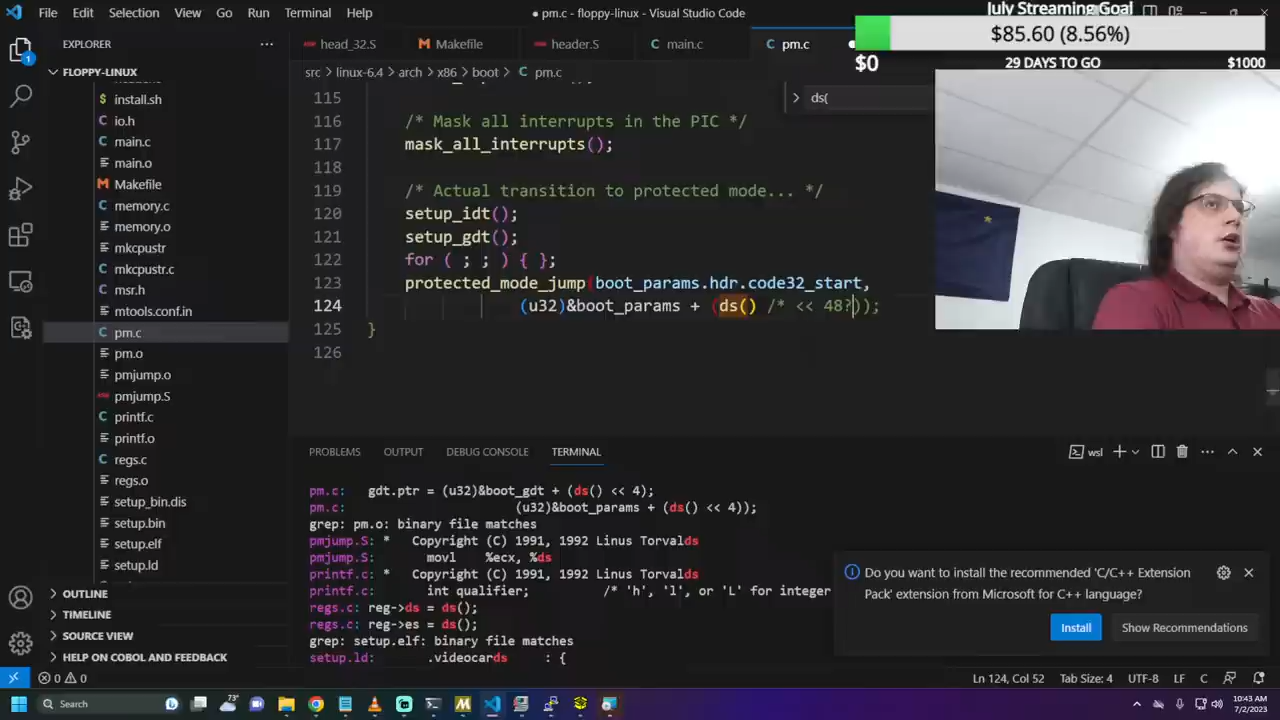 File Edit Selection View Go Run Terminal Help
● pm.c - floppy-linux - Visual Studio Code
July Streaming Goal
$85.60 (8.56%)
$0 29 DAYS TO GO $1000
EXPLORER
FLOPPY-LINUX
install.sh
io.h
main.c
main.o
Makefile
memory.c
memory.o
mkcpustr
mkcpustr.c
msr.h
mtools.conf.in
pm.c
pm.o
pmjump.o
pmjump.S
printf.c
printf.o
regs.c
regs.o
setup_bin.dis
setup.bin
setup.elf
setup.ld
OUTLINE
TIMELINE
SOURCE VIEW
HELP ON COBOL AND FASTBACK
head_32.S Makefile header.S main.c pm.c
src > linux-6.4 > arch > x86 > boot > pm.c
ds(
115
116 /* Mask all interrupts in the PIC */
117 mask_all_interrupts();
118
119 /* Actual transition to protected mode... */
120 setup_idt();
121 setup_gdt();
122 for ( ; ; ) { };
123 protected_mode_jump(boot_params.hdr.code32_start,
124 (u32)&boot_params + (ds() /* << 48?));
125 }
126
PROBLEMS OUTPUT DEBUG CONSOLE TERMINAL
wsl
pm.c: gdt.ptr = (u32)&boot_gdt + (ds() << 4);
pm.c: (u32)&boot_params + (ds() << 4));
grep: pm.o: binary file matches
pmjump.S: * Copyright (C) 1991, 1992 Linus Torvalds
pmjump.S: movl %ecx, %ds
printf.c: * Copyright (C) 1991, 1992 Linus Torvalds
printf.c: int qualifier; /* 'h', 'l', or 'L' for integer
regs.c: reg->ds = ds();
regs.c: reg->es = ds();
grep: setup.elf: binary file matches
setup.ld: .videocards : {
Do you want to install the recommended 'C/C++ Extension
Pack' extension from Microsoft for C++ language?
Install Show Recommendations
0 0
Ln 124, Col 52 Tab Size: 4 UTF-8 LF C
Search
73°
10:43 AM
7/2/2023